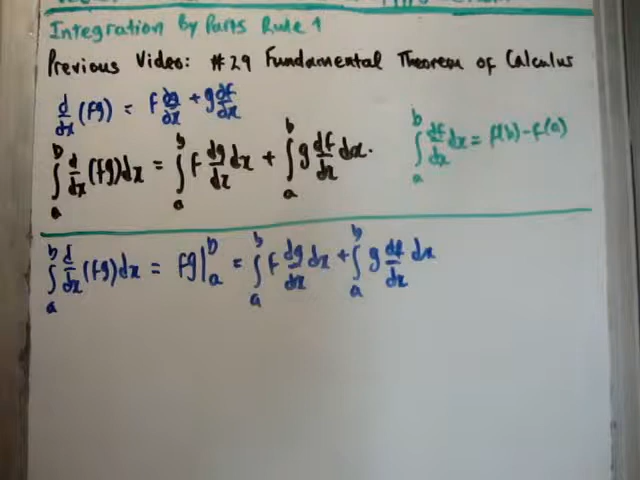 Integration By Parts Rule 1
Previous Video: #29 Fundamental Theorem of Calculus
d/dx (fg) = f dg/dx + g df/dx
∫_a^b d/dx (fg) dx = ∫_a^b f dg/dx dx + ∫_a^b g df/dx dx.
∫_a^b df/dx dx = f(b) - f(a)
∫_a^b d/dx (fg) dx = fg|_a^b = ∫_a^b f dg/dx dx + ∫_a^b g df/dx dx